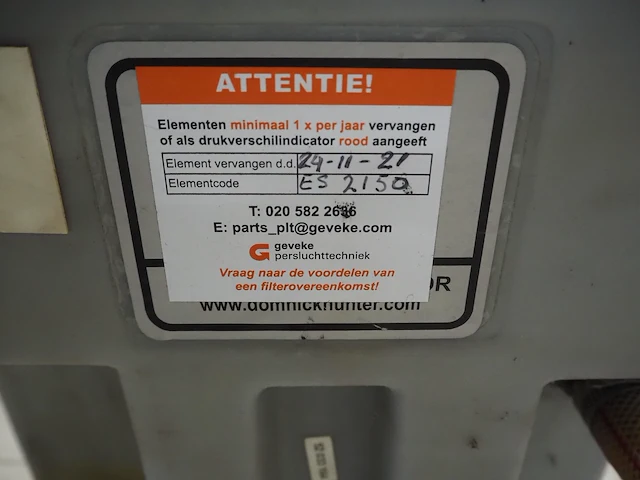 ATTENTIE!
Elementen minimaal 1 x per jaar vervangen
of als drukverschilindicator rood aangeeft
Element vervangen d.d. 24-11-21
Elementcode ES 2150
T: 020 582 2636
E: parts_plt@geveke.com
geveke
persluchttechniek
Vraag naar de voordelen van
een filterovereenkomst!
OR
www.domnickhunter.com